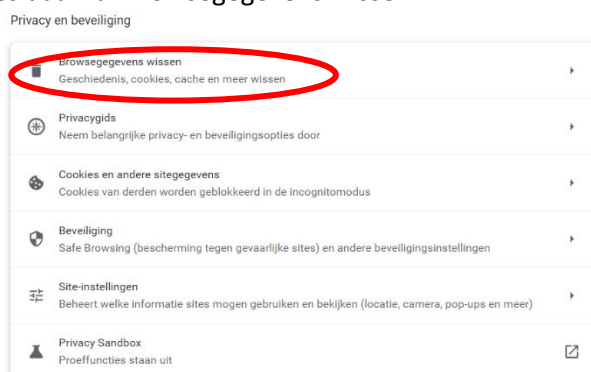 Privacy en beveiliging
Browsegegevens wissen
Geschiedenis, cookies, cache en meer wissen
Privacygids
Neem belangrijke privacy- en beveiligingsopties door
Cookies en andere sitegegevens
Cookies van derden worden geblokkeerd in de incognitomodus
Beveiliging
Safe Browsing (bescherming tegen gevaarlijke sites) en andere beveiligingsinstellingen
Site-instellingen
Beheert welke informatie sites mogen gebruiken en bekijken (locatie, camera, pop-ups en meer)
Privacy Sandbox
Proeffuncties staan uit